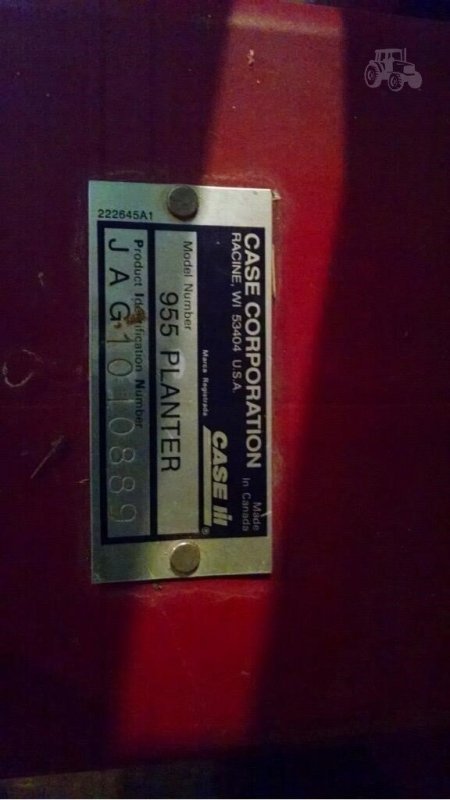 222645A1
CASE CORPORATION
RACINE, WI 53404 U.S.A.
Made
In Canada
Marca Registrada
CASE IH®
Model Number
955 PLANTER
Product Identification Number
JAG1010889